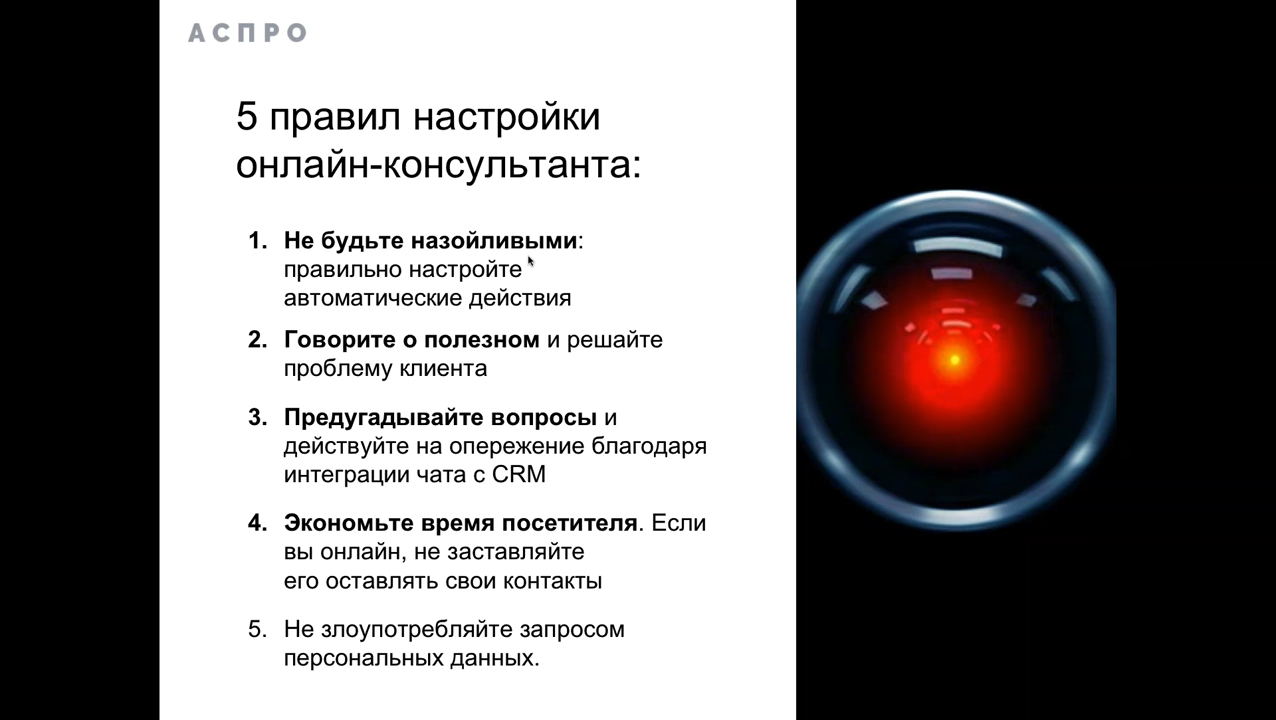 АСПРО
5 правил настройки
онлайн-консультанта:
1. Не будьте назойливыми:
правильно настройте
автоматические действия
2. Говорите о полезном и решайте
проблему клиента
3. Предугадывайте вопросы и
действуйте на опережение благодаря
интеграции чата с CRM
4. Экономьте время посетителя. Если
вы онлайн, не заставляйте
его оставлять свои контакты
5. Не злоупотребляйте запросом
персональных данных.